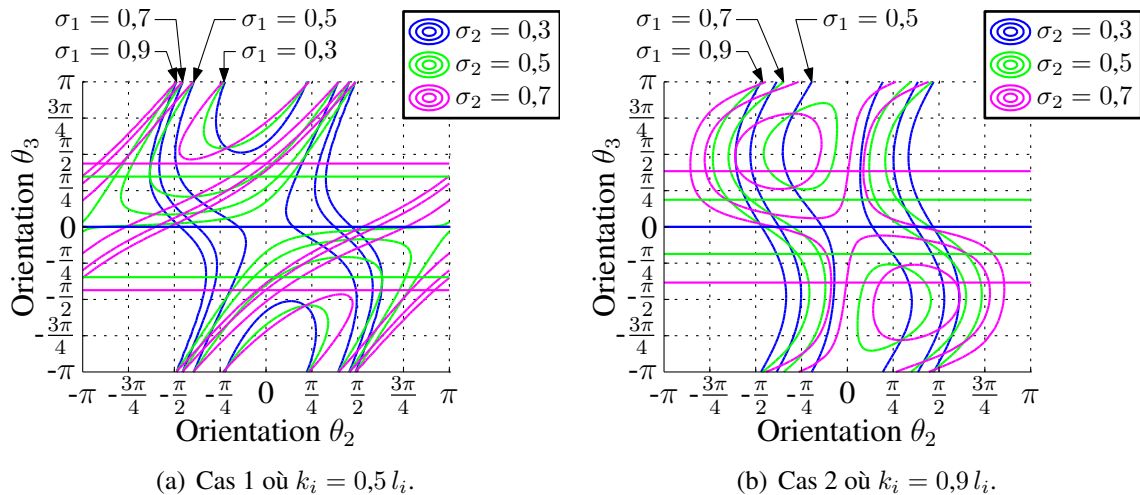 σ₁ = 0,7
σ₁ = 0,5
σ₁ = 0,9
σ₁ = 0,3
σ₂ = 0,3
σ₂ = 0,5
σ₂ = 0,7
Orientation θ₃
π
3π/4
π/2
π/4
0
-π/4
-π/2
-3π/4
-π
-π
-3π/4
-π/2
-π/4
0
π/4
π/2
3π/4
π
Orientation θ₂
(a) Cas 1 où kᵢ = 0,5 lᵢ.
σ₁ = 0,7
σ₁ = 0,5
σ₁ = 0,9
σ₂ = 0,3
σ₂ = 0,5
σ₂ = 0,7
Orientation θ₃
π
3π/4
π/2
π/4
0
-π/4
-π/2
-3π/4
-π
-π
-3π/4
-π/2
-π/4
0
π/4
π/2
3π/4
π
Orientation θ₂
(b) Cas 2 où kᵢ = 0,9 lᵢ.